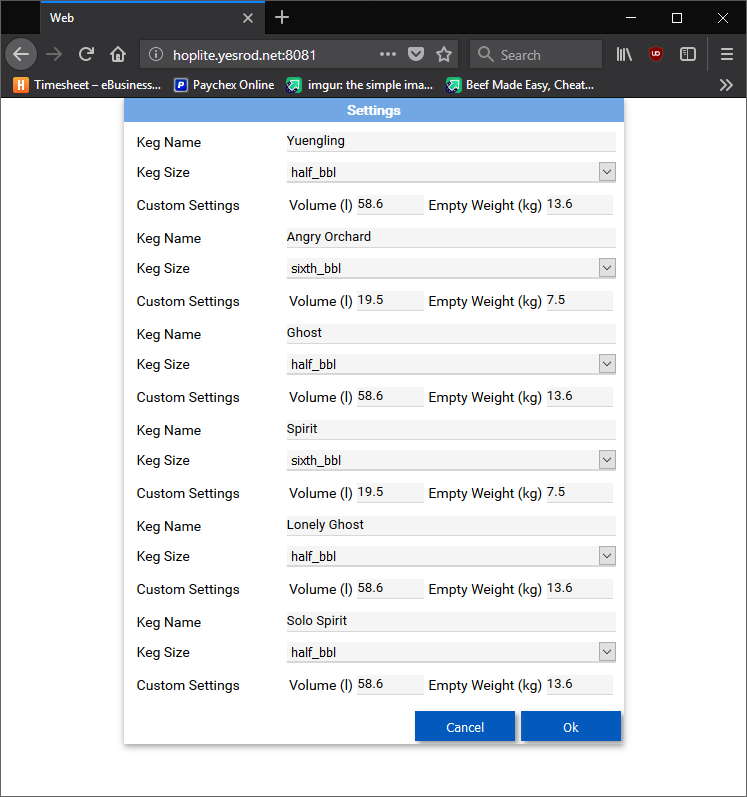 Web
hoplite.yesrod.net:8081
Search
Timesheet – eBusiness...
Paychex Online
imgur: the simple ima...
Beef Made Easy, Cheat...
Settings
Keg Name Yuengling
Keg Size half_bbl
Custom Settings Volume (l) 58.6 Empty Weight (kg) 13.6
Keg Name Angry Orchard
Keg Size sixth_bbl
Custom Settings Volume (l) 19.5 Empty Weight (kg) 7.5
Keg Name Ghost
Keg Size half_bbl
Custom Settings Volume (l) 58.6 Empty Weight (kg) 13.6
Keg Name Spirit
Keg Size sixth_bbl
Custom Settings Volume (l) 19.5 Empty Weight (kg) 7.5
Keg Name Lonely Ghost
Keg Size half_bbl
Custom Settings Volume (l) 58.6 Empty Weight (kg) 13.6
Keg Name Solo Spirit
Keg Size half_bbl
Custom Settings Volume (l) 58.6 Empty Weight (kg) 13.6
Cancel Ok